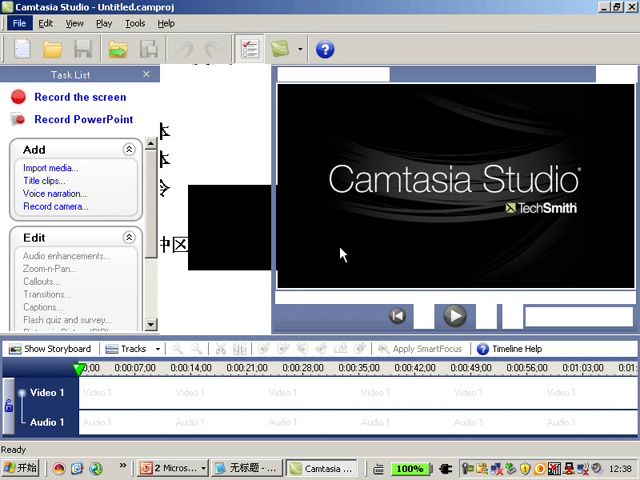 Camtasia Studio - Untitled.camproj
File Edit View Play Tools Help
Task List
Record the screen
Record PowerPoint
Add
Import media...
Title clips...
Voice narration...
Record camera...
Edit
Audio enhancements...
Zoom-n-Pan...
Callouts...
Transitions...
Captions...
Flash quiz and survey...
冲区
Camtasia Studio
TechSmith
Show Storyboard Tracks Apply SmartFocus Timeline Help
0:00 0:00:07;00 0:00:14;00 0:00:21;00 0:00:28;00 0:00:35;00 0:00:42;00 0:00:49;00 0:00:56;00 0:01:03;00 0:01:
Video 1 Video 1 Video 1 Video 1 Video 1 Video 1 Video 1
Audio 1 Audio 1 Audio 1 Audio 1 Audio 1 Audio 1 Audio 1
Ready
开始 2 Micros... 无标题 - ... Camtasia ... 100% 12:38